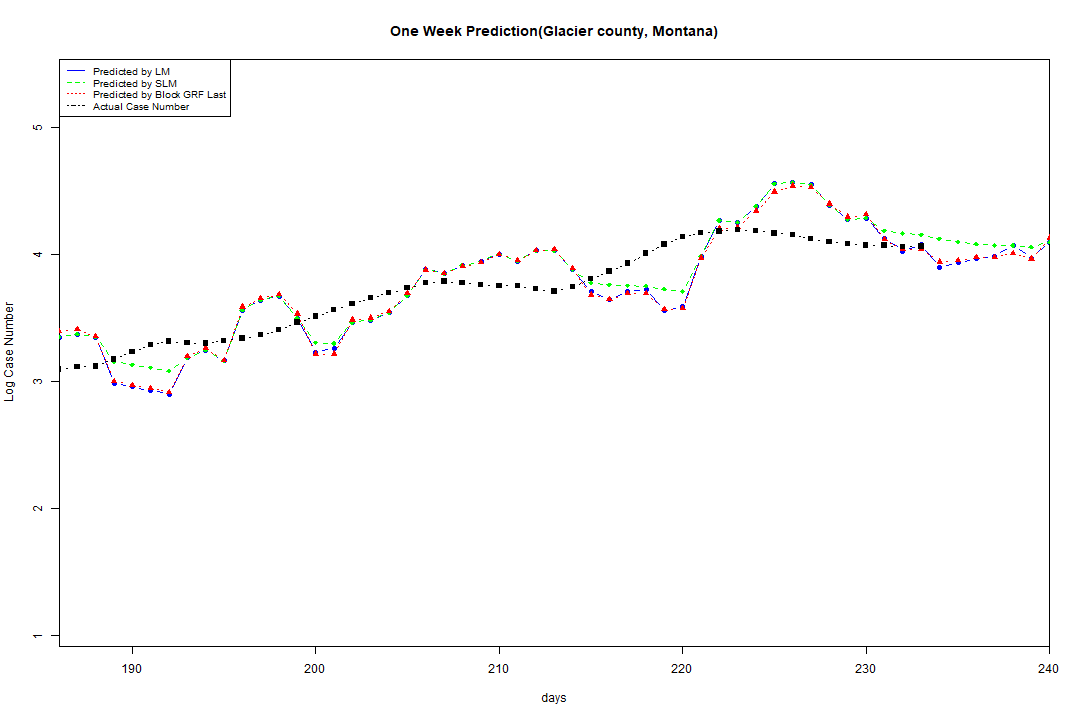 One Week Prediction(Glacier county, Montana)
Predicted by LM
Predicted by SLM
Predicted by Block GRF Last
Actual Case Number
5
4
3
2
1
Log Case Number
190 200 210 220 230 240
days